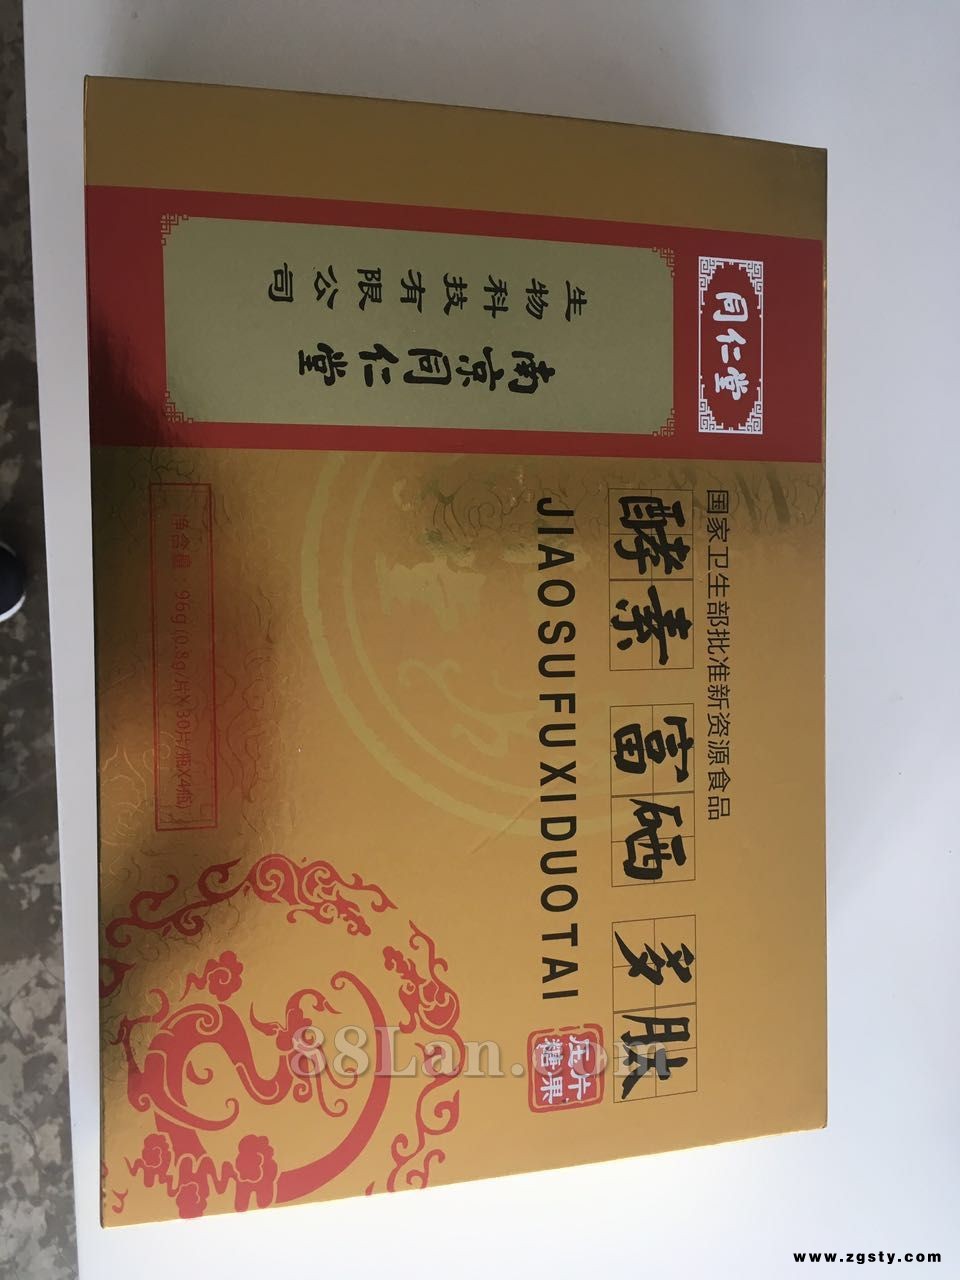 同仁堂
南京同仁堂
生物科技有限公司
国家卫生部批准新资源食品
酵素 富硒 多肽
JIAOSUFUXIDUOTAI
压片
糖果
净含量：96g(0.8g/片X30片/瓶X4瓶)
88Lan.com
www.zgsty.com